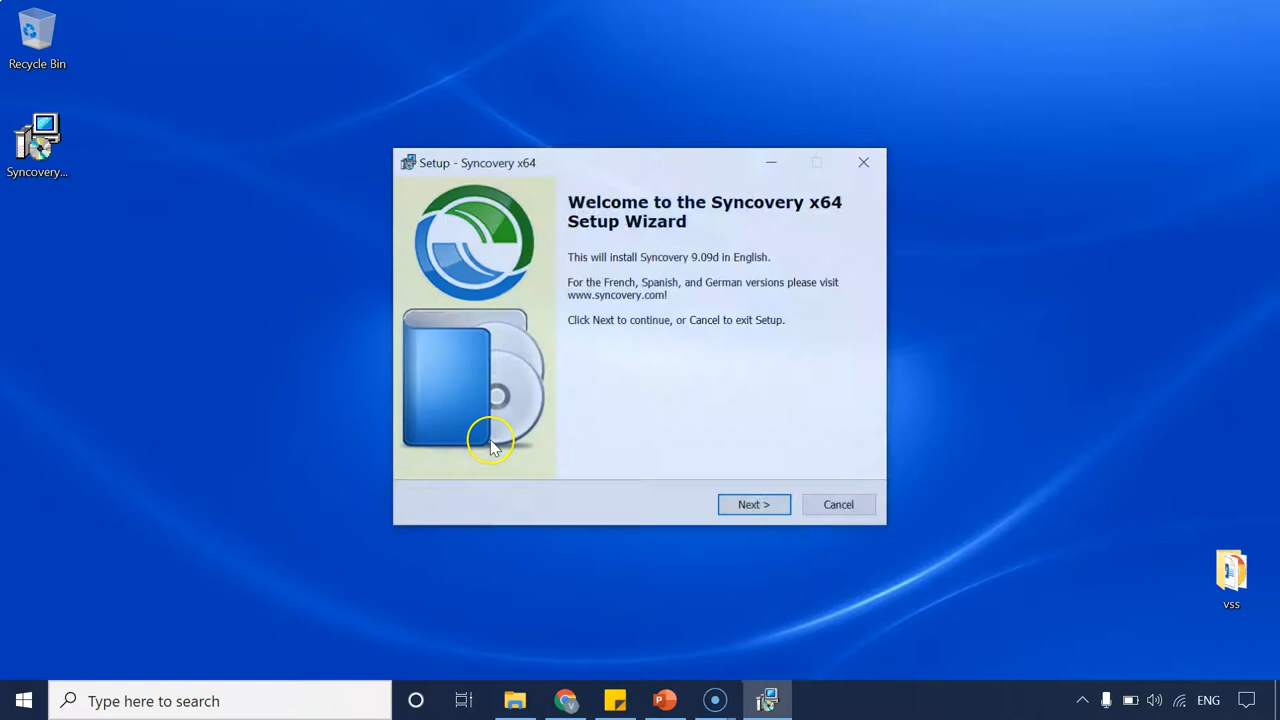 Recycle Bin
Syncovery...
Setup - Syncovery x64
Welcome to the Syncovery x64
Setup Wizard
This will install Syncovery 9.09d in English.
For the French, Spanish, and German versions please visit
www.syncovery.com!
Click Next to continue, or Cancel to exit Setup.
Next >
Cancel
vss
Type here to search
ENG